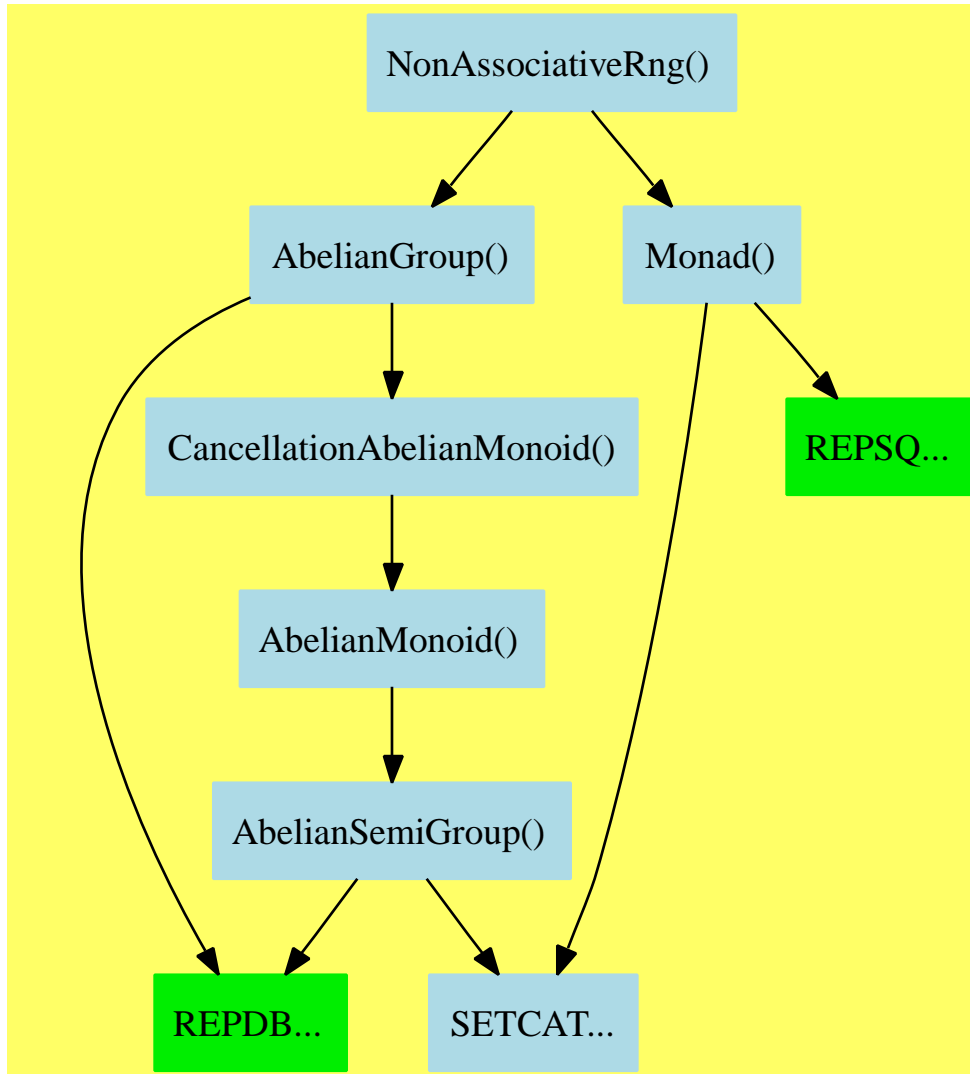 NonAssociativeRng()
AbelianGroup()
Monad()
CancellationAbelianMonoid()
REPSQ...
AbelianMonoid()
AbelianSemiGroup()
REPDB...
SETCAT...